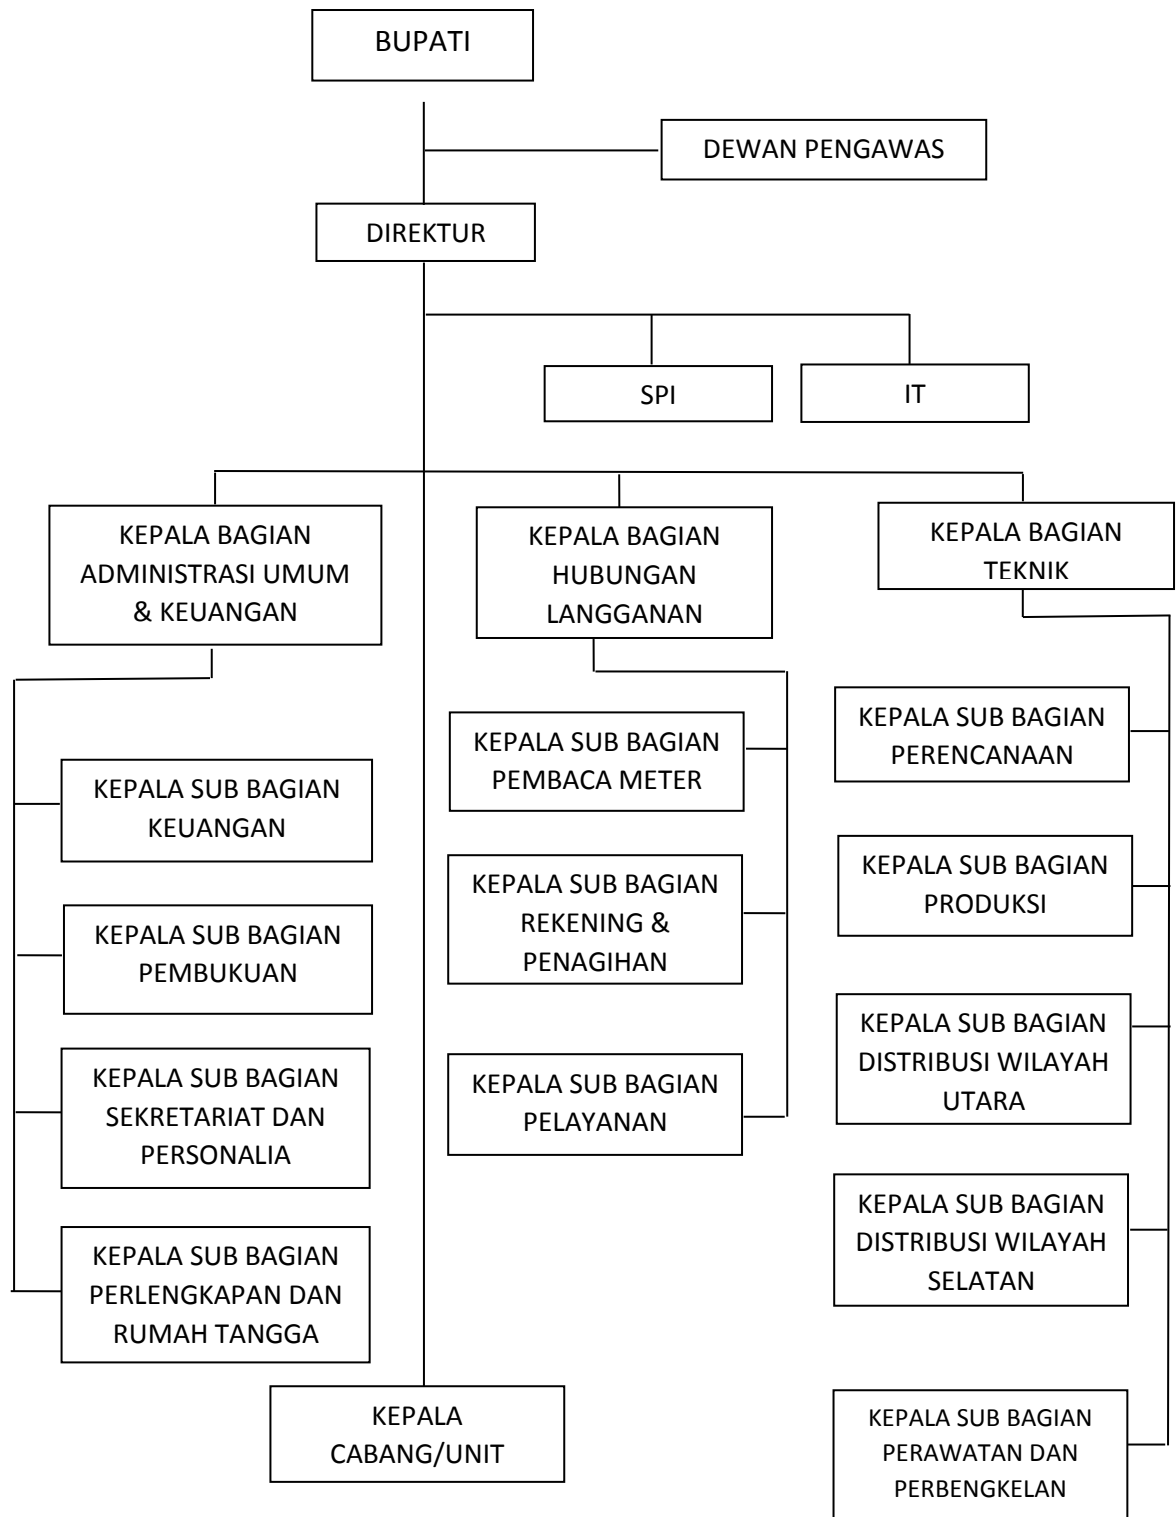 BUPATI
DEWAN PENGAWAS
DIREKTUR
SPI
IT
KEPALA BAGIAN
ADMINISTRASI UMUM
& KEUANGAN
KEPALA BAGIAN
HUBUNGAN
LANGGANAN
KEPALA BAGIAN
TEKNIK
KEPALA SUB BAGIAN
KEUANGAN
KEPALA SUB BAGIAN
PEMBUKUAN
KEPALA SUB BAGIAN
SEKRETARIAT DAN
PERSONALIA
KEPALA SUB BAGIAN
PERLENGKAPAN DAN
RUMAH TANGGA
KEPALA SUB BAGIAN
PEMBACA METER
KEPALA SUB BAGIAN
REKENING &
PENAGIHAN
KEPALA SUB BAGIAN
PELAYANAN
KEPALA SUB BAGIAN
PERENCANAAN
KEPALA SUB BAGIAN
PRODUKSI
KEPALA SUB BAGIAN
DISTRIBUSI WILAYAH
UTARA
KEPALA SUB BAGIAN
DISTRIBUSI WILAYAH
SELATAN
KEPALA SUB BAGIAN
PERAWATAN DAN
PERBENGKELAN
KEPALA
CABANG/UNIT